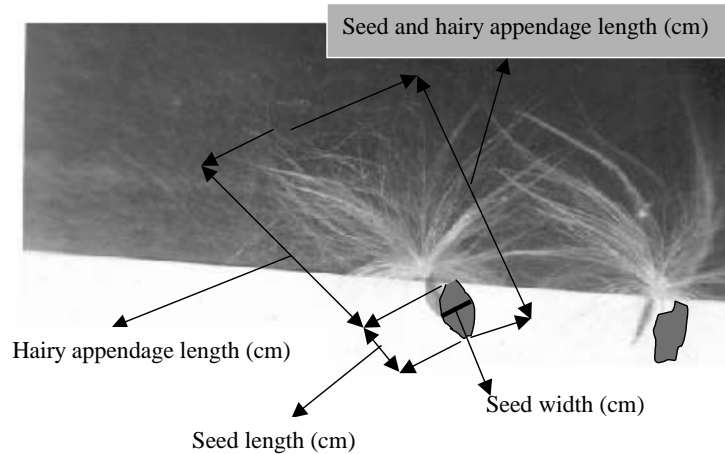 Seed and hairy appendage length (cm)
Hairy appendage length (cm)
Seed width (cm)
Seed length (cm)